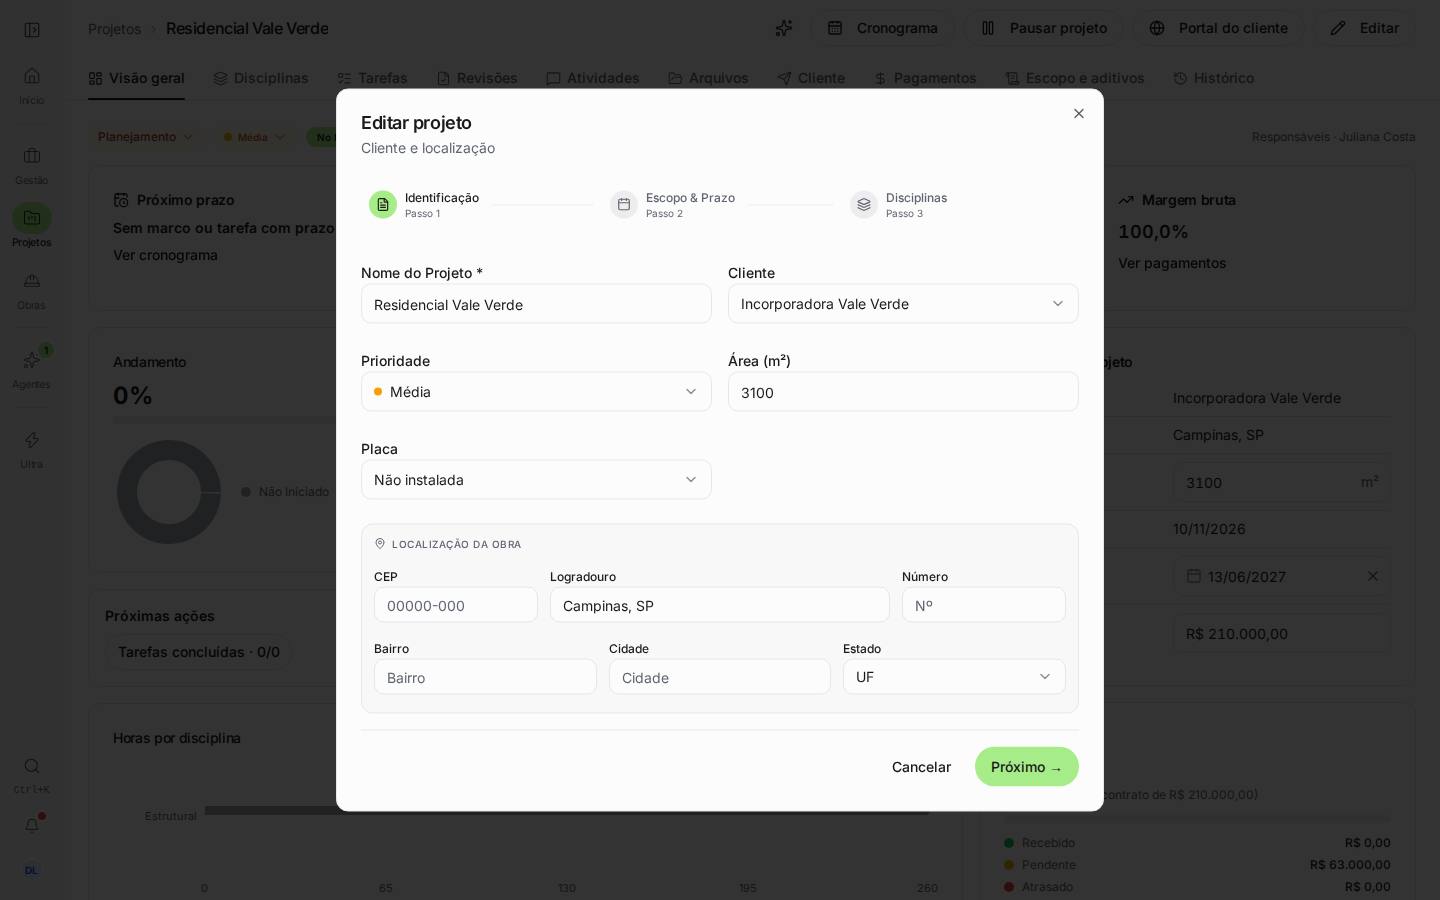 Projetos
Residencial Vale Verde
Cronograma
Pausar projeto
Portal do cliente
Editar
Início
Gestão
Projetos
Obras
1
Agentes
Ultra
Ctrl+K
DL
Visão geral
Disciplinas
Tarefas
Revisões
Atividades
Arquivos
Cliente
Pagamentos
Escopo e aditivos
Histórico
Planejamento
Média
Responsáveis · Juliana Costa
Próximo prazo
Sem marco ou tarefa com prazo
Ver cronograma
Margem bruta
100,0%
Ver pagamentos
Andamento
0%
Não Iniciado
Incorporadora Vale Verde
Campinas, SP
3100 m²
10/11/2026
13/06/2027
R$ 210.000,00
Próximas ações
Tarefas concluídas · 0/0
Horas por disciplina
Estrutural
0 65 130 195 260
contrato de R$ 210.000,00)
Recebido R$ 0,00
Pendente R$ 63.000,00
Atrasado R$ 0,00
Editar projeto
Cliente e localização
Identificação
Passo 1
Escopo & Prazo
Passo 2
Disciplinas
Passo 3
Nome do Projeto *
Residencial Vale Verde
Cliente
Incorporadora Vale Verde
Prioridade
Média
Área (m²)
3100
Placa
Não instalada
LOCALIZAÇÃO DA OBRA
CEP
00000-000
Logradouro
Campinas, SP
Número
Nº
Bairro
Bairro
Cidade
Cidade
Estado
UF
Cancelar
Próximo →